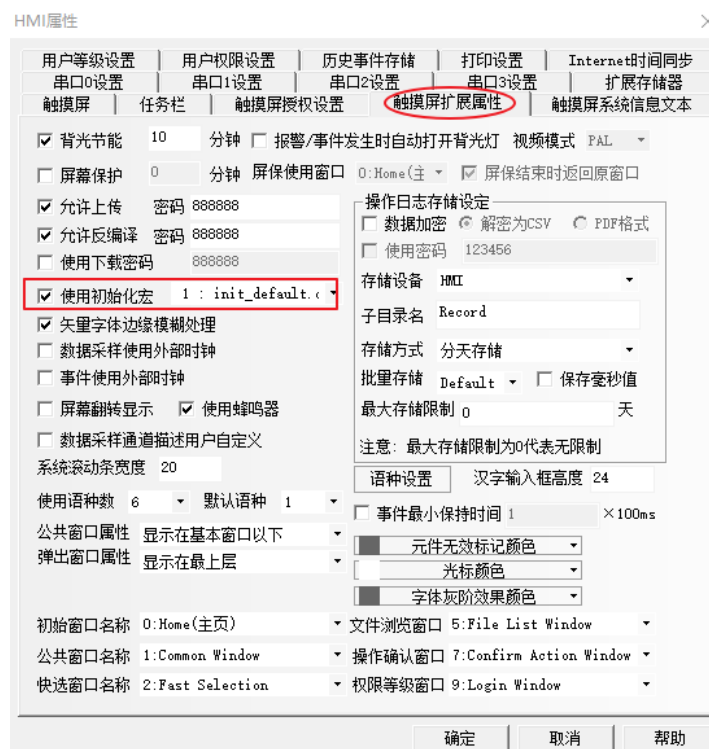 HMI属性
用户等级设置 用户权限设置 历史事件存储 打印设置 Internet时间同步
串口0设置 串口1设置 串口2设置 串口3设置 扩展存储器
触摸屏 任务栏 触摸屏授权设置 触摸屏扩展属性 触摸屏系统信息文本
背光节能 10 分钟 报警/事件发生时自动打开背光灯 视频模式 PAL
屏幕保护 0 分钟 屏保使用窗口 0:Home(主 屏保结束时返回原窗口
允许上传 密码 888888
允许反编译 密码 888888
使用下载密码 888888
使用初始化宏 1 : init_default.c
矢量字体边缘模糊处理
数据采样使用外部时钟
事件使用外部时钟
屏幕翻转显示 使用蜂鸣器
数据采样通道描述用户自定义
系统滚动条宽度 20
使用语种数 6 默认语种 1
公共窗口属性 显示在基本窗口以下
弹出窗口属性 显示在最上层
操作日志存储设定
数据加密 解密为CSV PDF格式
使用密码 123456
存储设备 HMI
子目录名 Record
存储方式 分天存储
批量存储 Default 保存毫秒值
最大存储限制 0 天
注意: 最大存储限制为0代表无限制
语种设置 汉字输入框高度 24
事件最小保持时间 1 ×100ms
元件无效标记颜色
光标颜色
字体灰阶效果颜色
初始窗口名称 0:Home(主页) 文件浏览窗口 5:File List Window
公共窗口名称 1:Common Window 操作确认窗口 7:Confirm Action Window
快选窗口名称 2:Fast Selection 权限等级窗口 9:Login Window
确定 取消 帮助